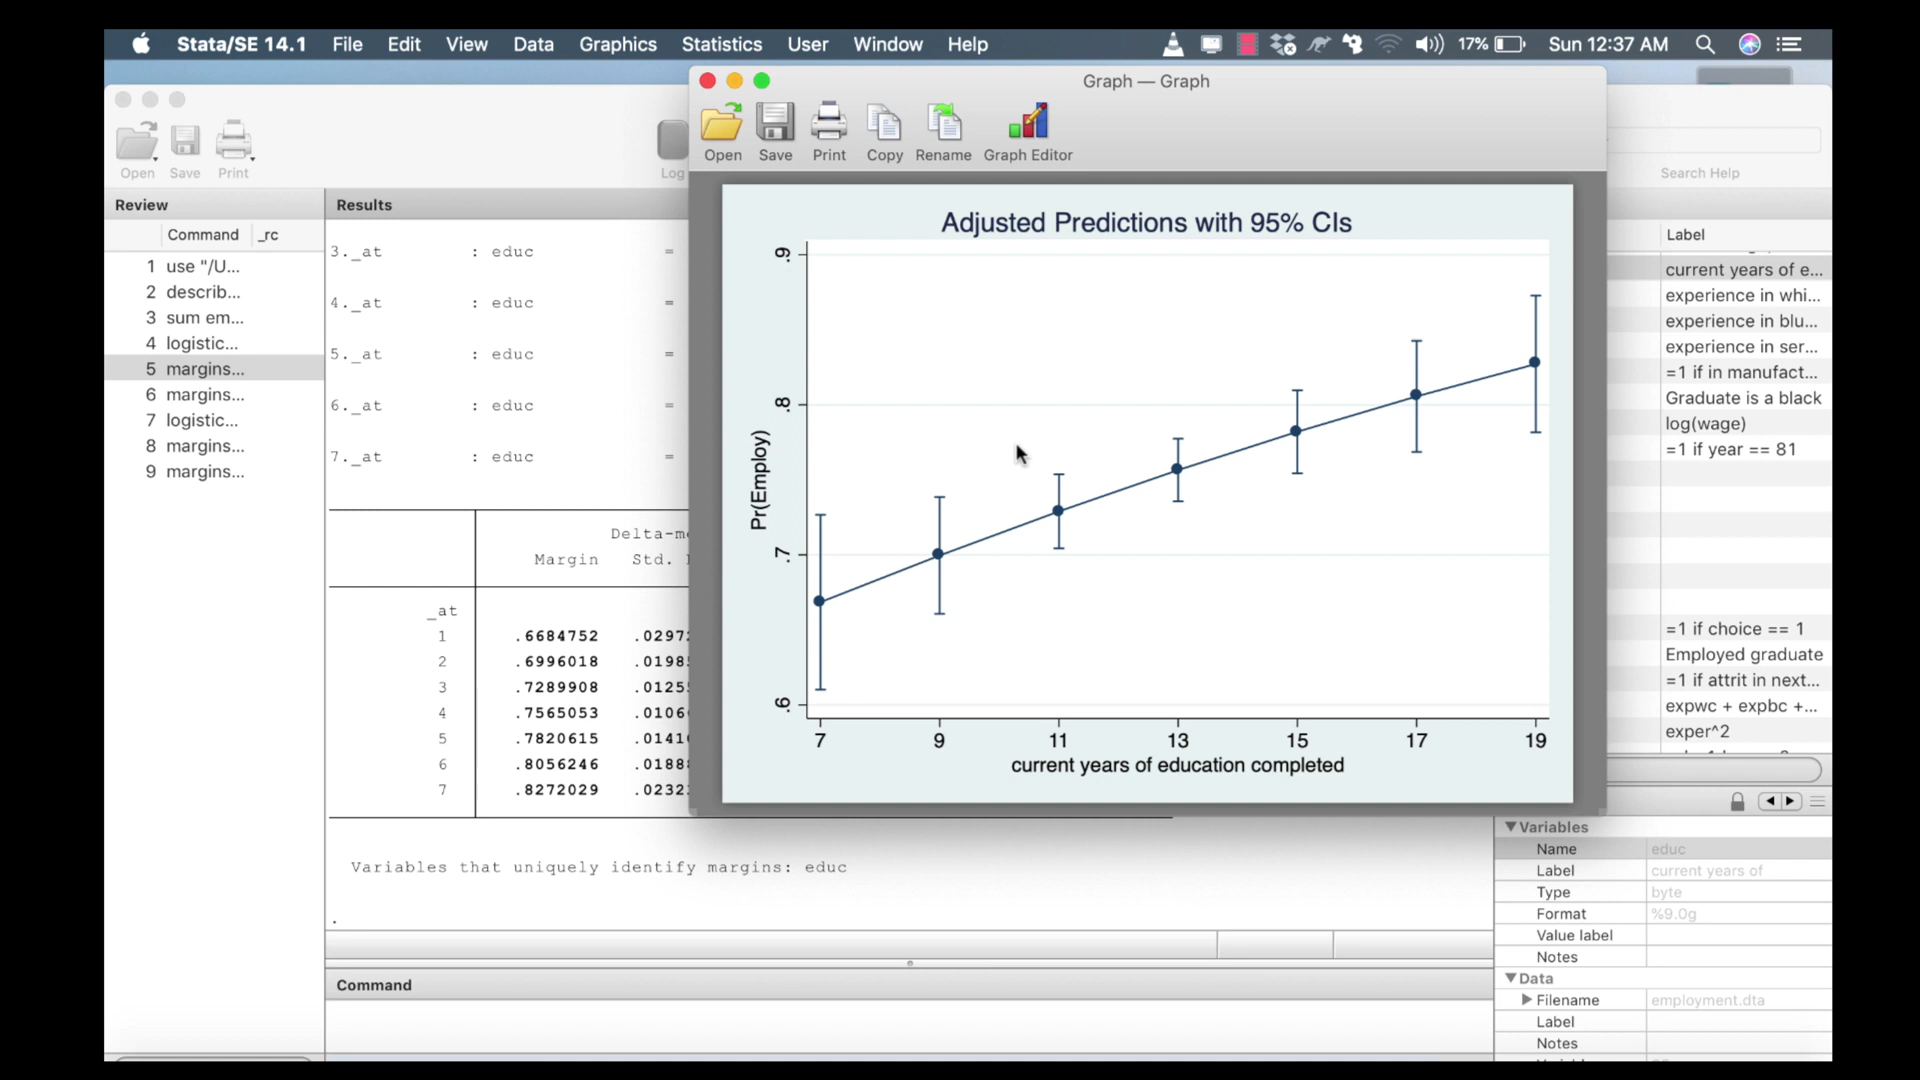 Stata/SE 14.1 File Edit View Data Graphics Statistics User Window Help 17% Sun 12:37 AM
Graph — Graph
Open Save Print Copy Rename Graph Editor
Open Save Print Log
Search Help
Review
Command _rc
1 use "/U...
2 describ...
3 sum em...
4 logistic...
5 margins...
6 margins...
7 logistic...
8 margins...
9 margins...
Results
3._at : educ =
4._at : educ =
5._at : educ =
6._at : educ =
7._at : educ =
Delta-m
Margin Std.
_at
1 .6684752 .0297
2 .6996018 .0198
3 .7289908 .0125
4 .7565053 .0106
5 .7820615 .0141
6 .8056246 .0188
7 .8272029 .0232
Variables that uniquely identify margins: educ
.
Command
Adjusted Predictions with 95% CIs
Pr(Employ)
.9
.8
.7
.6
7 9 11 13 15 17 19
current years of education completed
Label
current years of e...
experience in whi...
experience in blu...
experience in ser...
=1 if in manufact...
Graduate is a black
log(wage)
=1 if year == 81
=1 if choice == 1
Employed graduate
=1 if attrit in next...
expwc + expbc +...
exper^2
Variables
Name educ
Label current years of
Type byte
Format %9.0g
Value label
Notes
Data
Filename employment.dta
Label
Notes